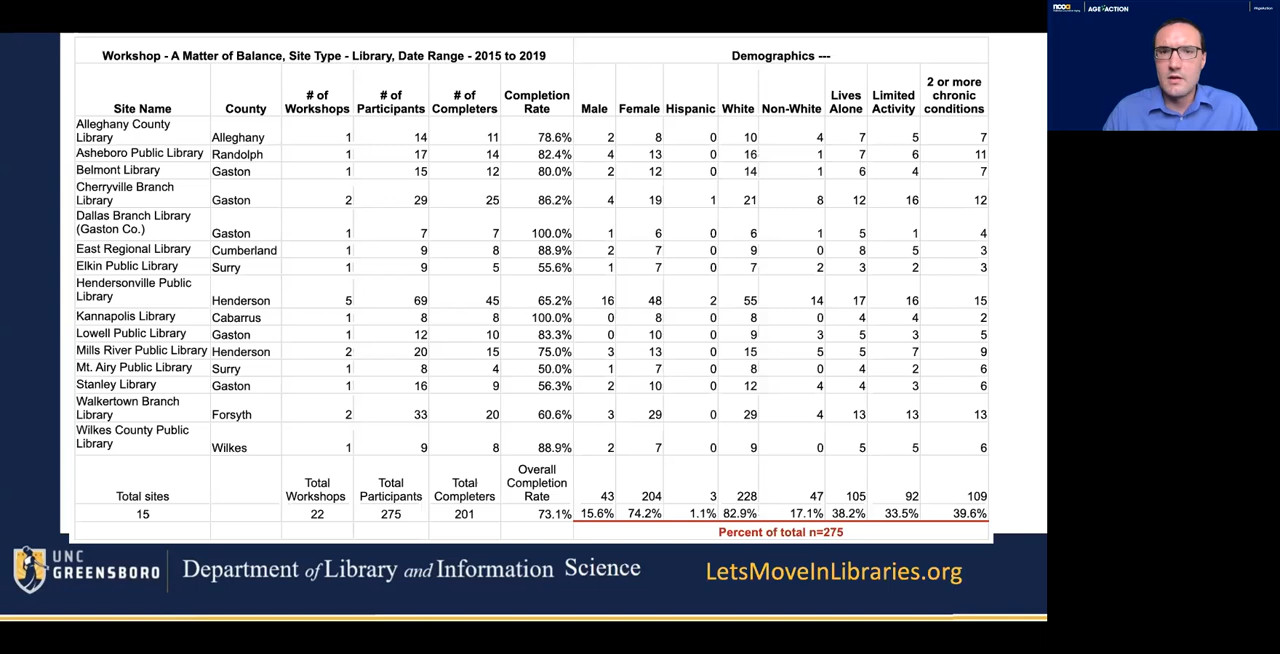 ncoa
AGE+ACTION
#AgeAction
Workshop - A Matter of Balance, Site Type - Library, Date Range - 2015 to 2019 Demographics ---
Site Name County # of Workshops # of Participants # of Completers Completion Rate Male Female Hispanic White Non-White Lives Alone Limited Activity 2 or more chronic conditions
Alleghany County Library Alleghany 1 14 11 78.6% 2 8 0 10 4 7 5 7
Asheboro Public Library Randolph 1 17 14 82.4% 4 13 0 16 1 7 6 11
Belmont Library Gaston 1 15 12 80.0% 2 12 0 14 1 6 4 7
Cherryville Branch Library Gaston 2 29 25 86.2% 4 19 1 21 8 12 16 12
Dallas Branch Library (Gaston Co.) Gaston 1 7 7 100.0% 1 6 0 6 1 5 1 4
East Regional Library Cumberland 1 9 8 88.9% 2 7 0 9 0 8 5 3
Elkin Public Library Surry 1 9 5 55.6% 1 7 0 7 2 3 2 3
Hendersonville Public Library Henderson 5 69 45 65.2% 16 48 2 55 14 17 16 15
Kannapolis Library Cabarrus 1 8 8 100.0% 0 8 0 8 0 4 4 2
Lowell Public Library Gaston 1 12 10 83.3% 0 10 0 9 3 5 3 5
Mills River Public Library Henderson 2 20 15 75.0% 3 13 0 15 5 5 7 9
Mt. Airy Public Library Surry 1 8 4 50.0% 1 7 0 8 0 4 2 6
Stanley Library Gaston 1 16 9 56.3% 2 10 0 12 4 4 3 6
Walkertown Branch Library Forsyth 2 33 20 60.6% 3 29 0 29 4 13 13 13
Wilkes County Public Library Wilkes 1 9 8 88.9% 2 7 0 9 0 5 5 6
Total sites Total Workshops Total Participants Total Completers Overall Completion Rate 43 204 3 228 47 105 92 109
15 22 275 201 73.1% 15.6% 74.2% 1.1% 82.9% 17.1% 38.2% 33.5% 39.6%
Percent of total n=275
UNC
GREENSBORO
Department of Library and Information Science
LetsMoveInLibraries.org